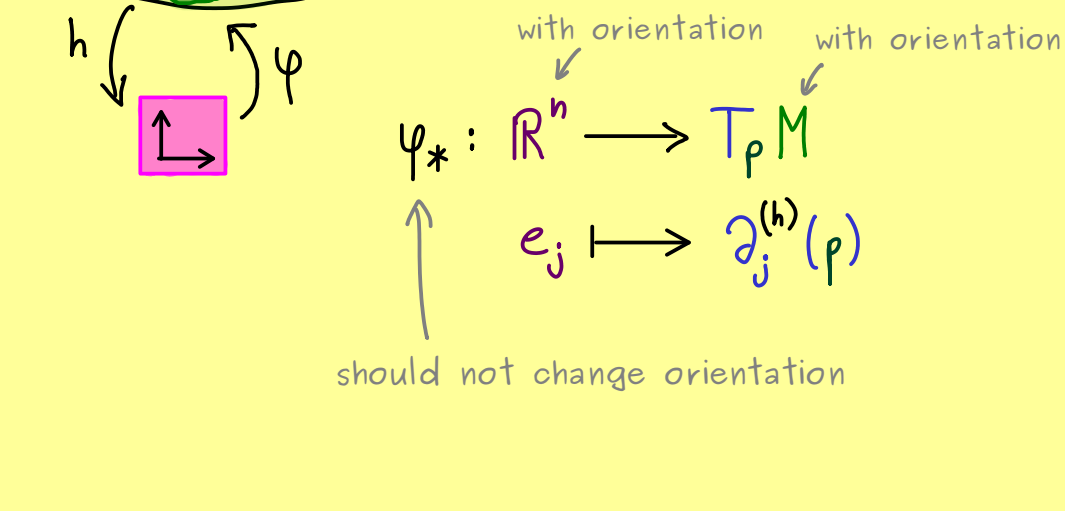 with orientation
with orientation
h
φ
φ* : ℝⁿ ⟶ TₚM
eⱼ ⟼ ∂ⱼ⁽ʰ⁾(p)
should not change orientation